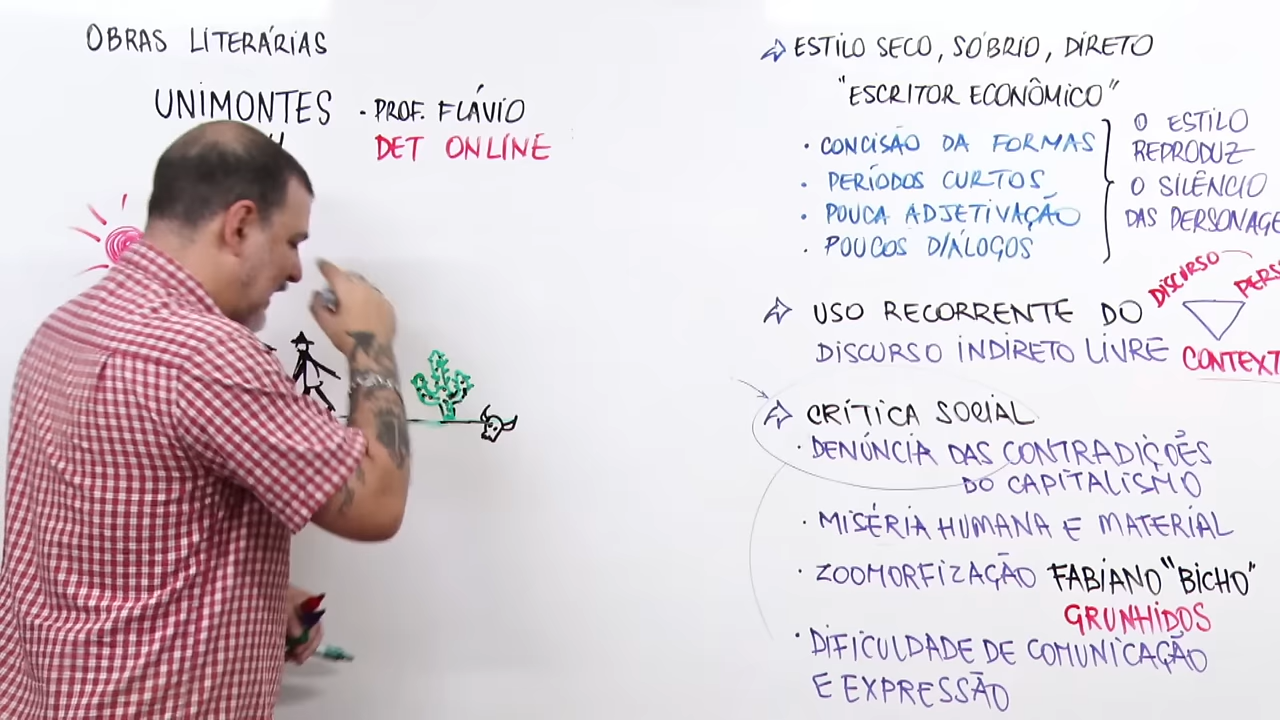 OBRAS LITERÁRIAS
UNIMONTES · PROF. FLÁVIO
DET ONLINE
ESTILO SECO, SÓBRIO, DIRETO
"ESCRITOR ECONÔMICO"
· CONCISÃO DA FORMAS
· PERÍODOS CURTOS
· POUCA ADJETIVAÇÃO
· POUCOS DIÁLOGOS
O ESTILO
REPRODUZ
O SILÊNCIO
DAS PERSONAGE
USO RECORRENTE DO
DISCURSO INDIRETO LIVRE
DISCURSO
PERS
CONTEXT
CRÍTICA SOCIAL
· DENÚNCIA DAS CONTRADIÇÕES
DO CAPITALISMO
· MISÉRIA HUMANA E MATERIAL
· ZOOMORFIZAÇÃO FABIANO "BICHO"
GRUNHIDOS
· DIFICULDADE DE COMUNICAÇÃO
E EXPRESSÃO